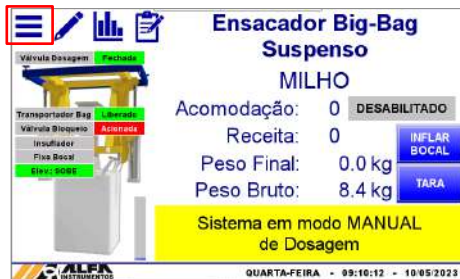 Ensacador Big-Bag
Suspenso
MILHO
Válvula Dosagem Fechada
Transportador Bag Liberado
Válvula Bloqueio Acionada
Insuflador
Fixa Bocal
Elev.: SOBE
Acomodação: 0 DESABILITADO
Receita: 0
INFLAR
BOCAL
Peso Final: 0.0 kg
Peso Bruto: 8.4 kg
TARA
Sistema em modo MANUAL
de Dosagem
ALFA
INSTRUMENTOS
QUARTA-FEIRA - 09:10:12 - 10/05/2023